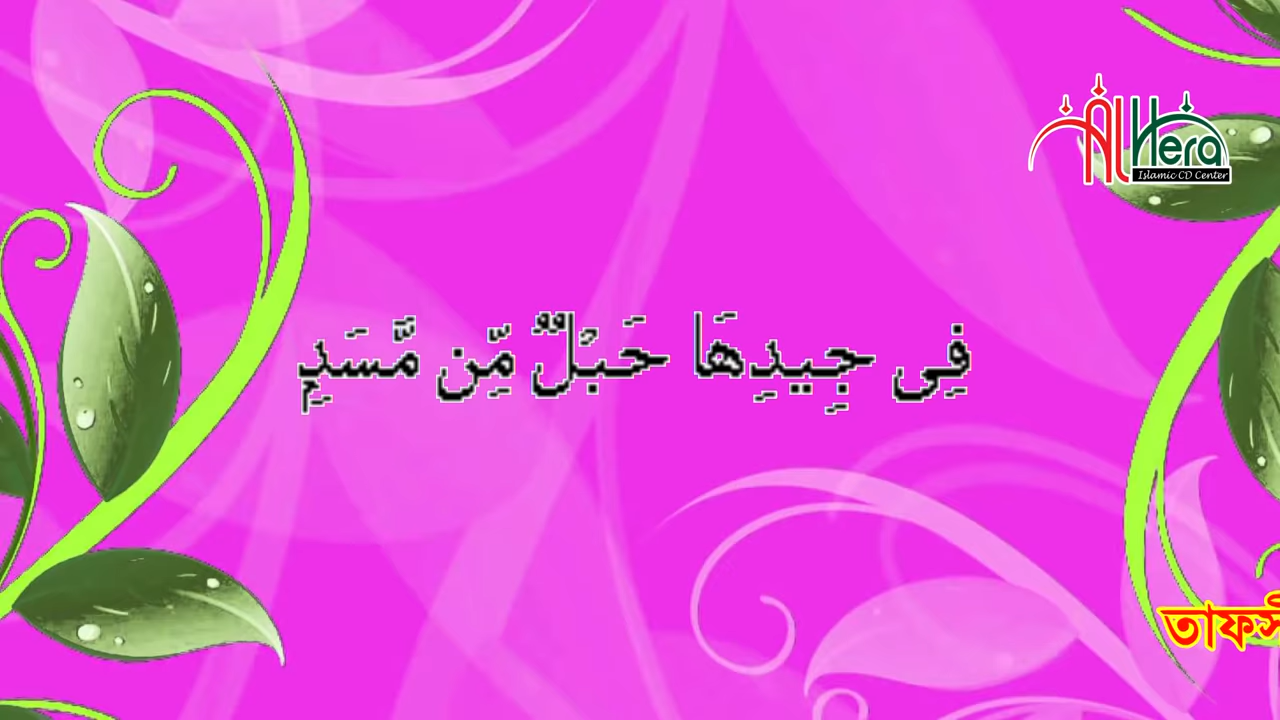 AL Hera
Islamic CD Center
فِى جِيدِهَا حَبْلٌ مِّن مَّسَدٍ